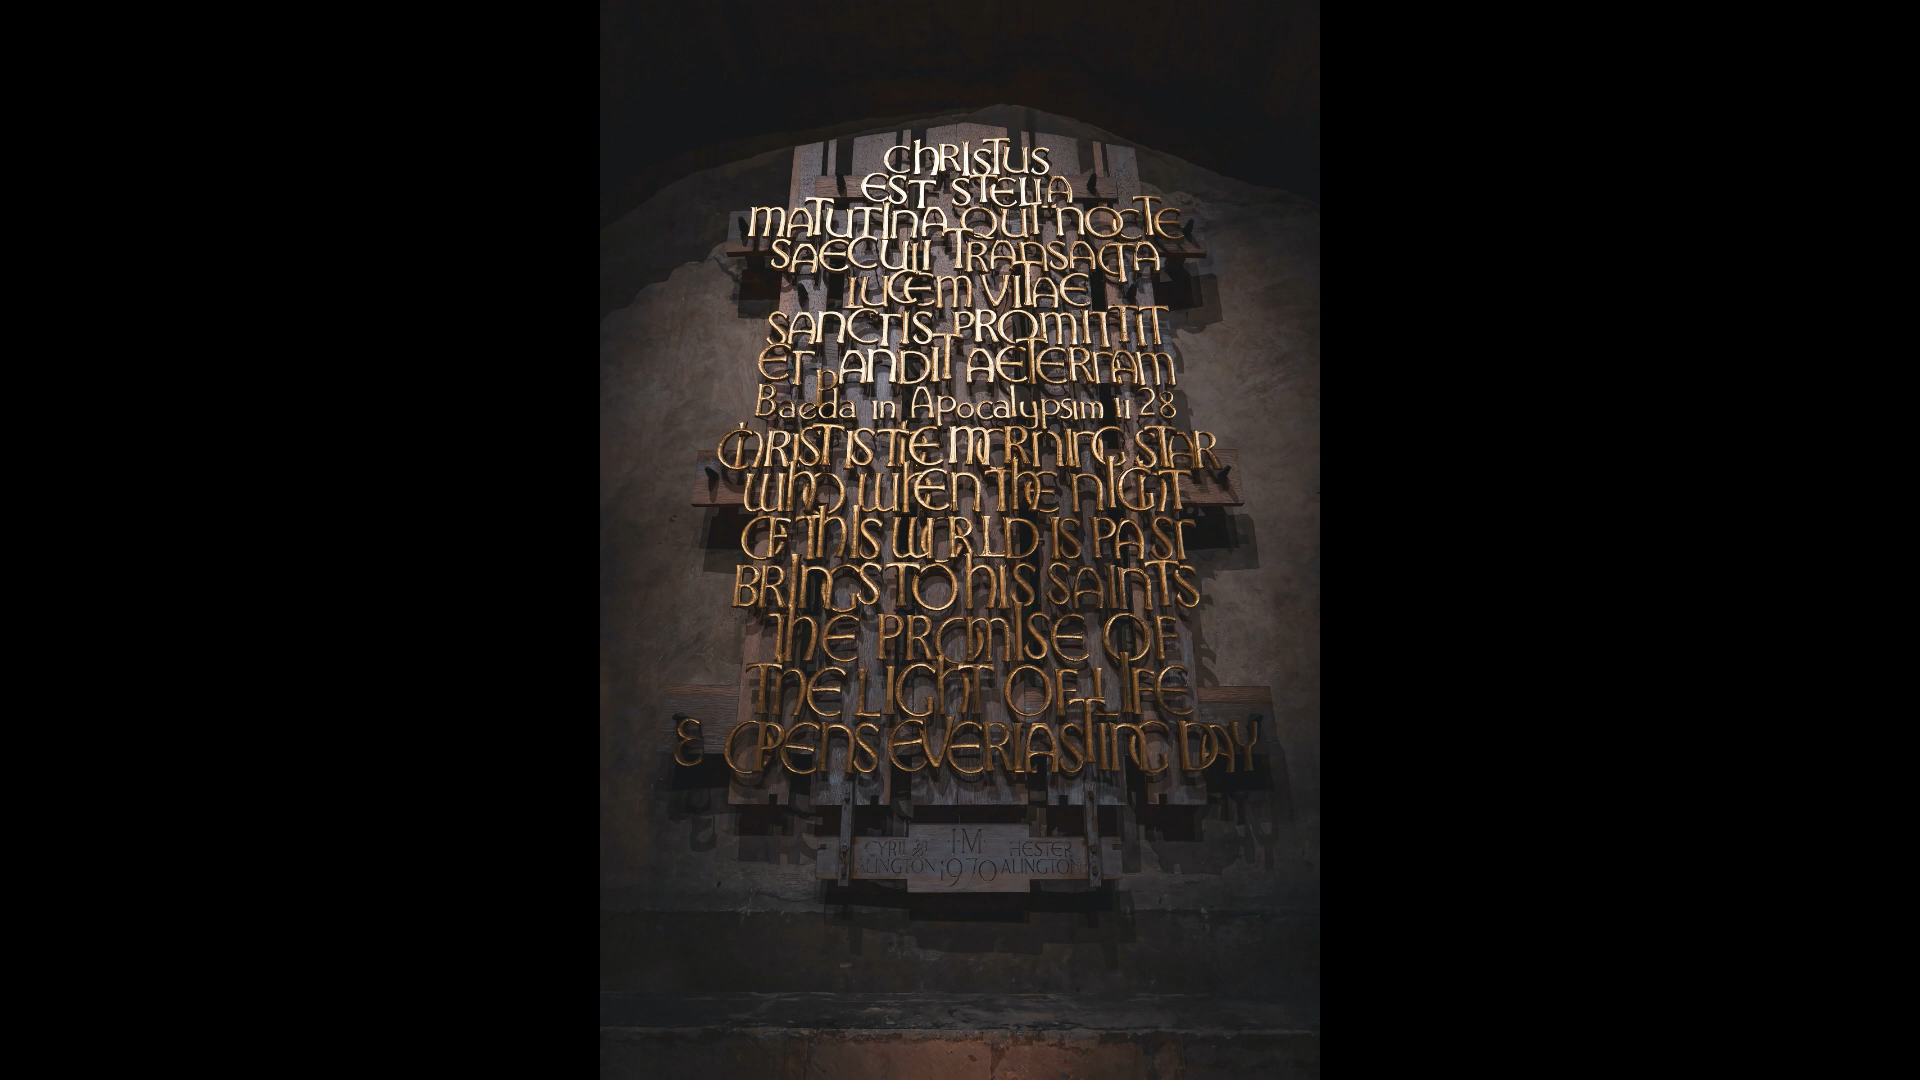 CHRISTUS
EST STELLA
MATUTINA QUI NOCTE
SAECULI TRANSACTA
LUCEM VITAE
SANCTIS PROMITTIT
ET PANDIT AETERNAM
Baeda in Apocalypsim ii 28
CHRIST IS THE MORNING STAR
WHO WHEN THE NIGHT
OF THIS WORLD IS PAST
BRINGS TO HIS SAINTS
THE PROMISE OF
THE LIGHT OF LIFE
& OPENS EVERLASTING DAY
I·M
CYRIL & HESTER
ALINGTON 1970 ALINGTON